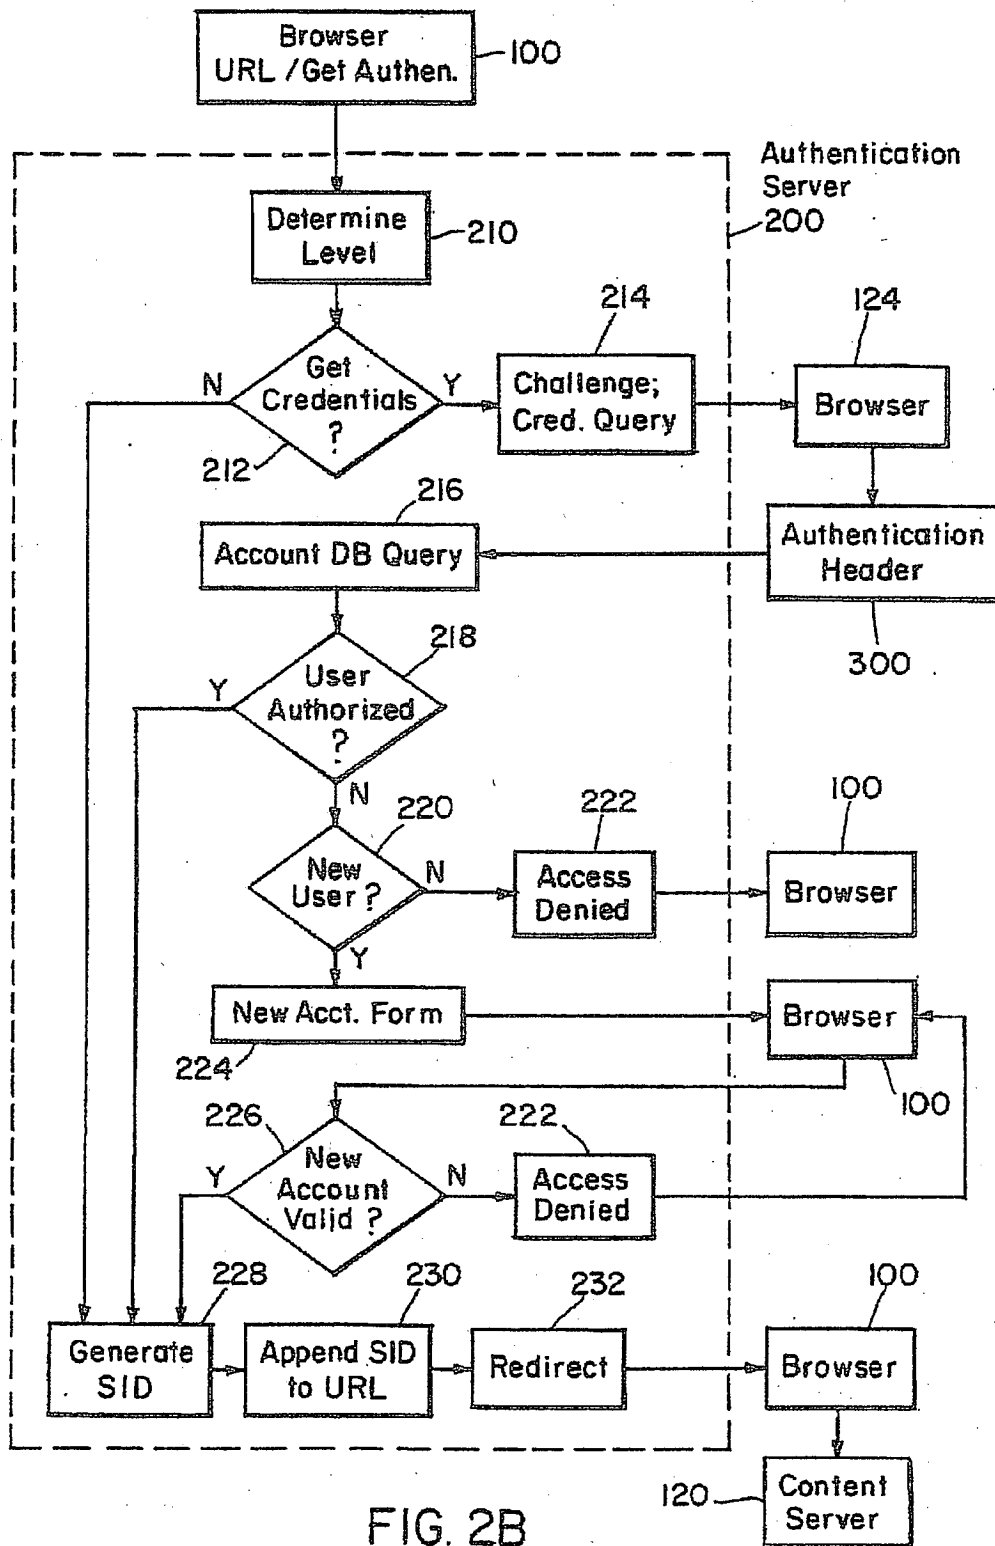 Browser
URL /Get Authen.
100
Authentication
Server
200
Determine
Level
210
214
124
Get
Credentials
?
N
Y
212
Challenge;
Cred. Query
Browser
216
Account DB Query
Authentication
Header
300
218
User
Authorized
?
Y
N
220
222
100
New
User ?
N
Y
Access
Denied
Browser
New Acct. Form
224
Browser
100
226
222
New
Account
Valid ?
Y
N
Access
Denied
228
230
232
100
Generate
SID
Append SID
to URL
Redirect
Browser
120
Content
Server
FIG. 2B